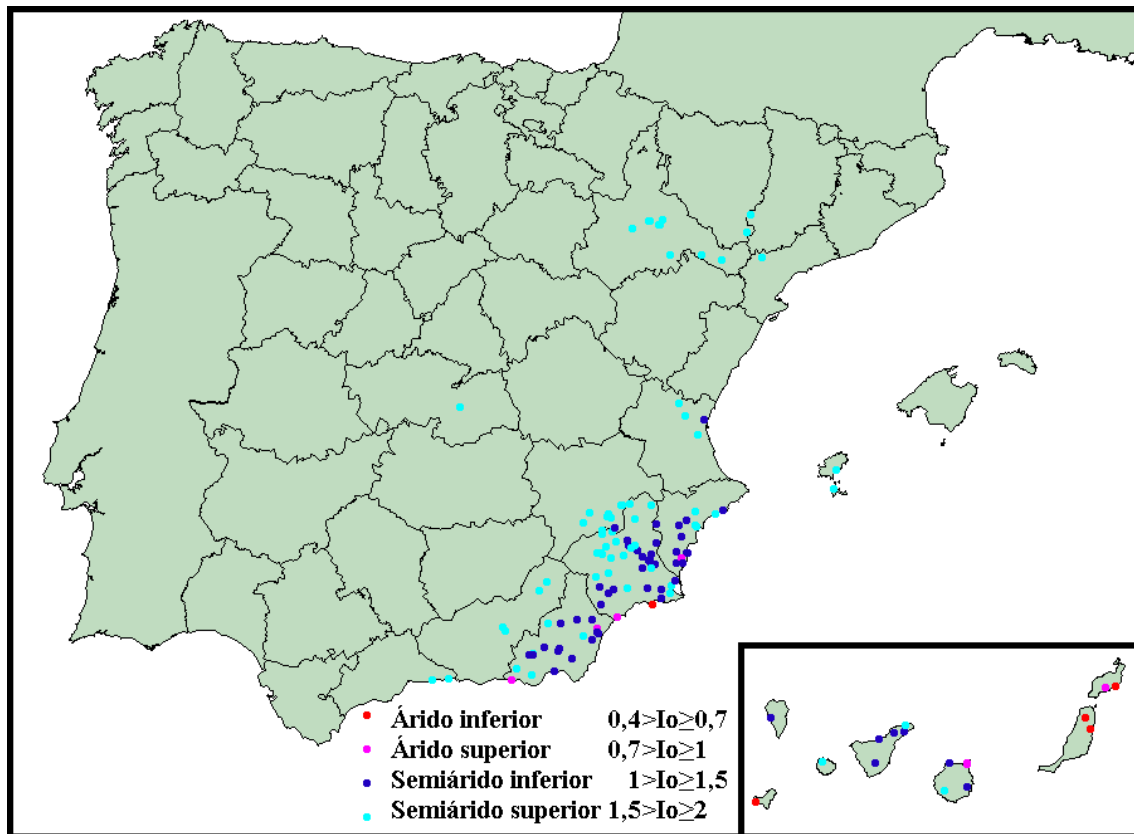 Árido inferior 0,4>Io≥0,7
Árido superior 0,7>Io≥1
Semiárido inferior 1>Io≥1,5
Semiárido superior 1,5>Io≥2